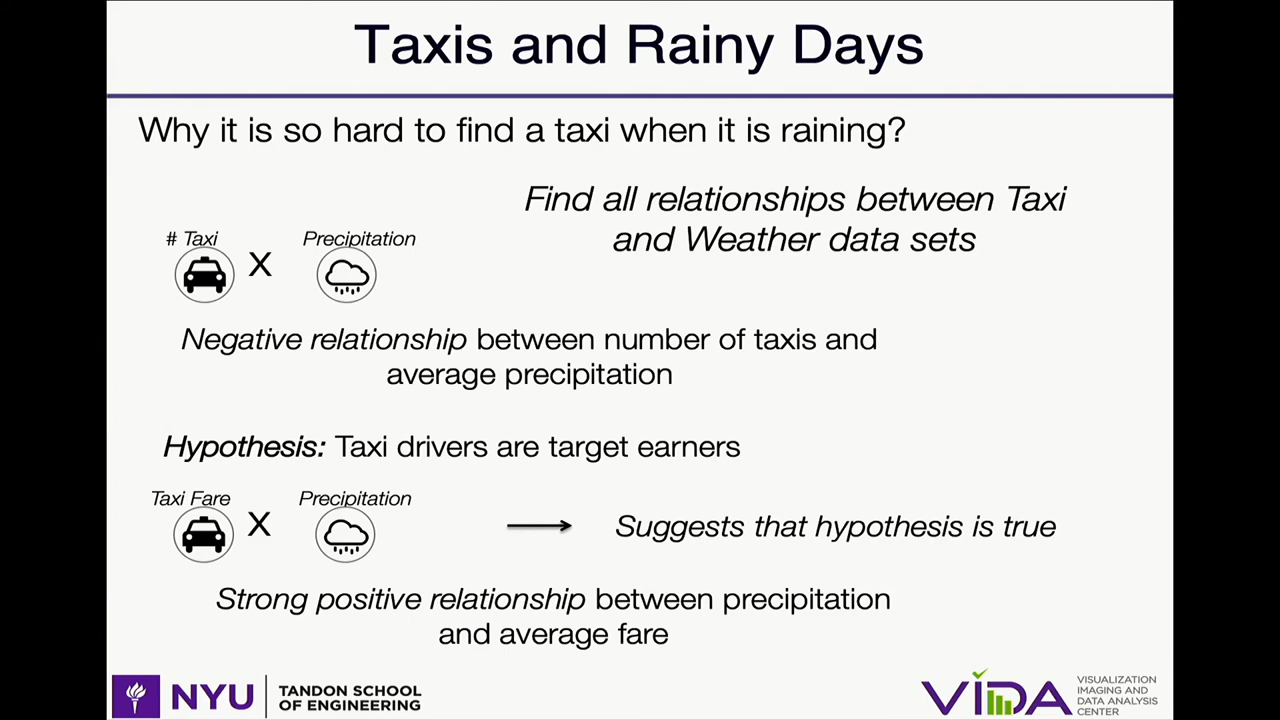 Taxis and Rainy Days
Why it is so hard to find a taxi when it is raining?
Find all relationships between Taxi
and Weather data sets
# Taxi
X
Precipitation
Negative relationship between number of taxis and
average precipitation
Hypothesis: Taxi drivers are target earners
Taxi Fare
X
Precipitation
Suggests that hypothesis is true
Strong positive relationship between precipitation
and average fare
NYU
TANDON SCHOOL
OF ENGINEERING
VIDA
VISUALIZATION
IMAGING AND
DATA ANALYSIS
CENTER